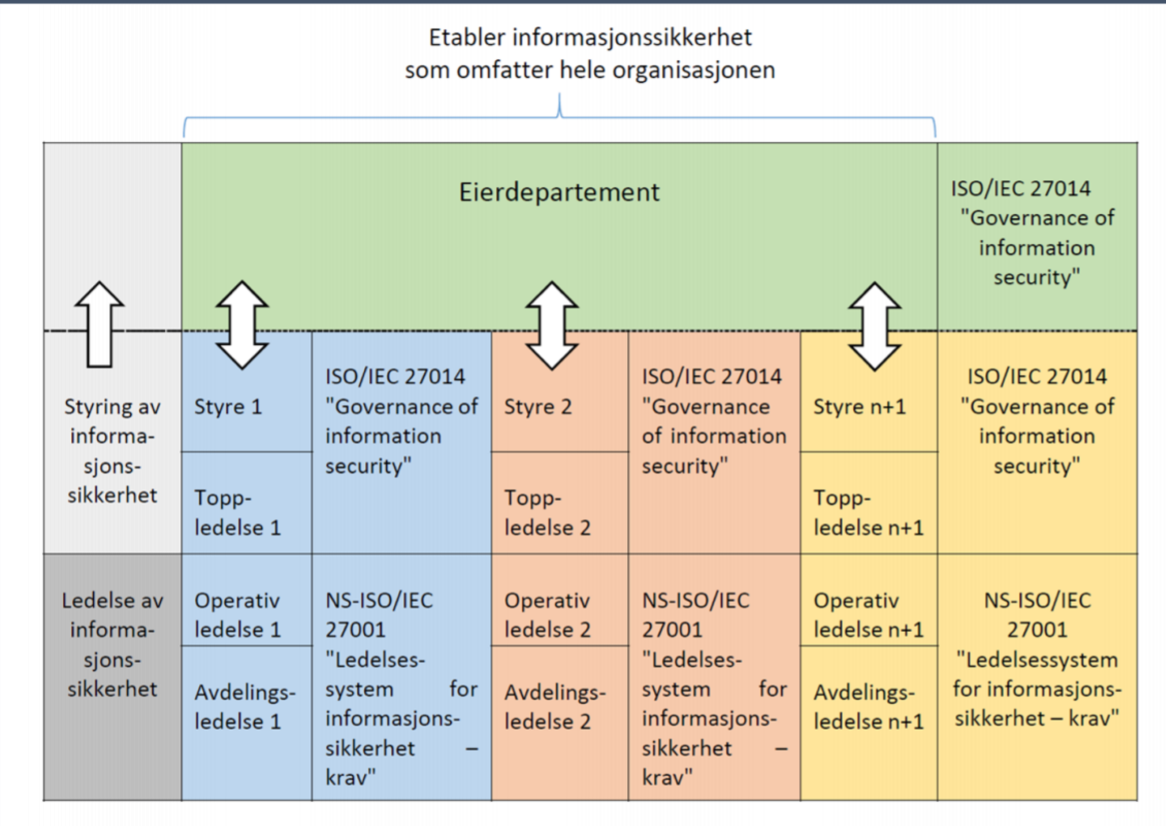 Etabler informasjonssikkerhet
som omfatter hele organisasjonen
Eierdepartement
ISO/IEC 27014
"Governance of
information
security"
Styring av
informa-
sjons-
sikkerhet
Styre 1
Topp-
ledelse 1
ISO/IEC 27014
"Governance of
information
security"
Styre 2
Topp-
ledelse 2
ISO/IEC 27014
"Governance
of information
security"
Styre n+1
Topp-
ledelse n+1
ISO/IEC 27014
"Governance of
information
security"
Ledelse av
informa-
sjons-
sikkerhet
Operativ
ledelse 1
Avdelings-
ledelse 1
NS-ISO/IEC
27001
"Ledelses-
system for
informasjons-
sikkerhet –
krav"
Operativ
ledelse 2
Avdelings-
ledelse 2
NS-ISO/IEC
27001
"Ledelses-
system for
informasjons-
sikkerhet –
krav"
Operativ
ledelse n+1
Avdelings-
ledelse n+1
NS-ISO/IEC
27001
"Ledelsessystem
for informasjons-
sikkerhet – krav"